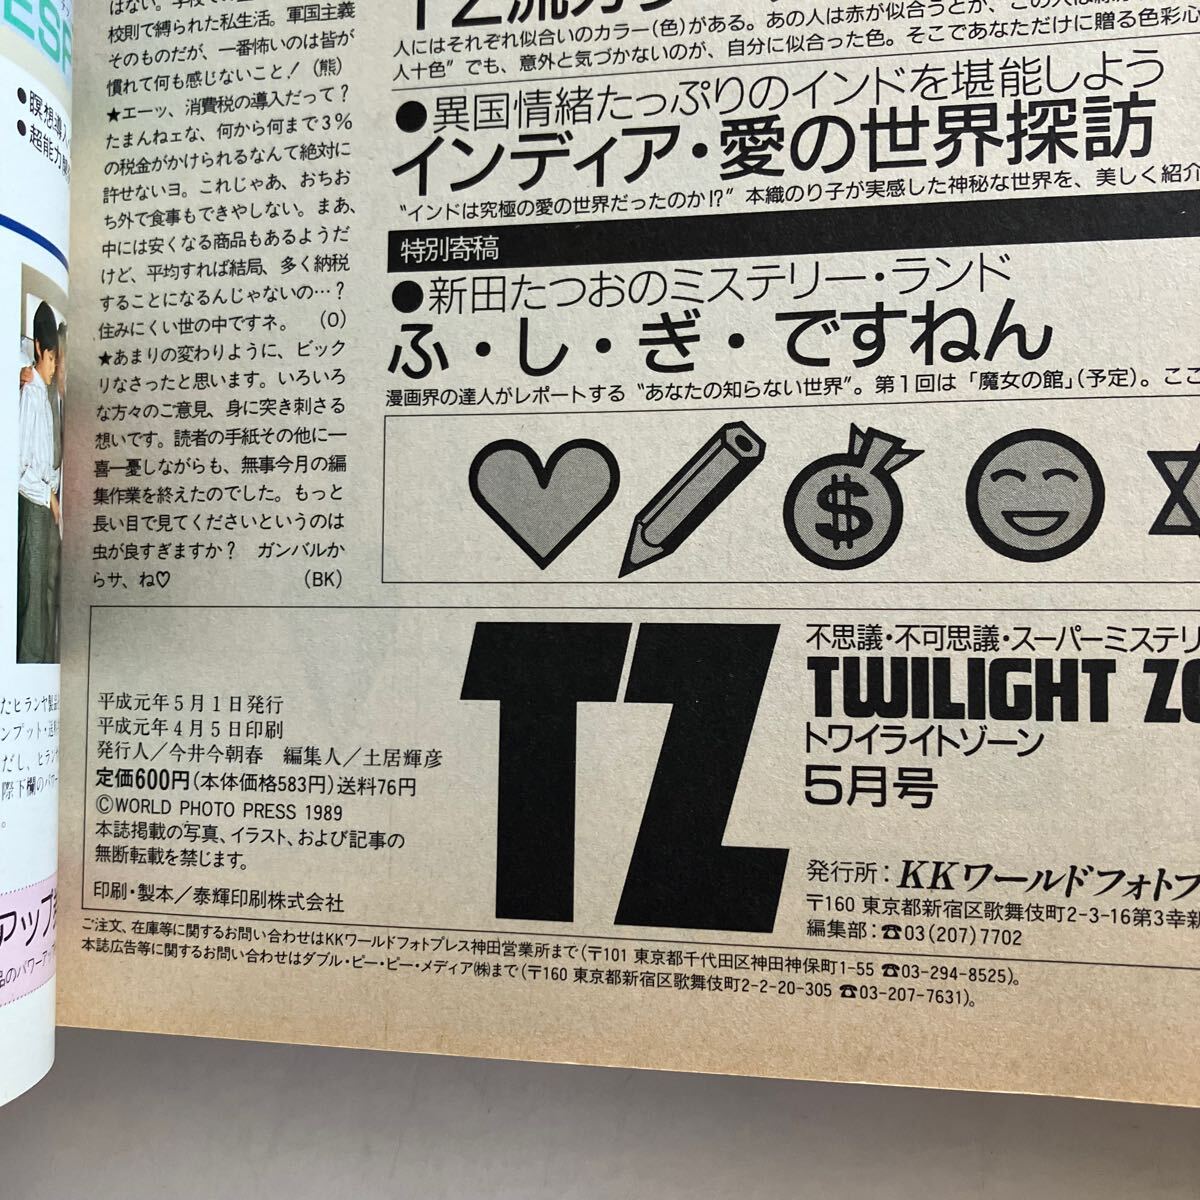 校則で縛られた私生活。軍国主義
そのものだが、一番怖いのは皆が
慣れて何も感じないこと！（熊）
★エーッ、消費税の導入だって？
たまんねェな、何から何まで３％
の税金がかけられるなんて絶対に
許せないヨ。これじゃあ、おちお
ち外で食事もできやしない。まあ、
中には安くなる商品もあるようだ
けど、平均すれば結局、多く納税
することになるんじゃないの…？
住みにくい世の中ですネ。（O）
★あまりの変わりように、ビック
リなさったと思います。いろいろ
な方々のご意見、身に突き刺さる
想いです。読者の手紙その他に一
喜一憂しながらも、無事今月の編
集作業を終えたのでした。もっと
長い目で見てくださいというのは
虫が良すぎますか？　ガンバルか
らサ、ね♡（BK）
人にはそれぞれ似合いのカラー（色）がある。あの人は赤が似合うとか、この人は
人十色"でも、意外と気づかないのが、自分に似合った色。そこであなただけに贈る色彩心
●異国情緒たっぷりのインドを堪能しよう
インディア・愛の世界探訪
"インドは究極の愛の世界だったのか!?"本織のり子が実感した神秘な世界を、美しく紹介
特別寄稿
●新田たつおのミステリー・ランド
ふ・し・ぎ・ですねん
漫画界の達人がレポートする"あなたの知らない世界"。第１回は「魔女の館」（予定）。ここ
$
平成元年５月１日発行
平成元年４月５日印刷
発行人／今井今朝春　編集人／土居輝彦
定価600円（本体価格583円）送料76円
©WORLD PHOTO PRESS 1989
本誌掲載の写真、イラスト、および記事の
無断転載を禁じます。
印刷・製本／泰輝印刷株式会社
TZ
不思議・不可思議・スーパーミステリ
TWILIGHT ZO
トワイライトゾーン
５月号
発行所：KKワールドフォトプ
〒160 東京都新宿区歌舞伎町2-3-16第3幸新
編集部：☎03(207)7702
ご注文、在庫等に関するお問い合わせはKKワールドフォトプレス神田営業所まで（〒101 東京都千代田区神田神保町1-55 ☎03-294-8525）。
本誌広告等に関するお問い合わせはダブル・ピー・ピー・メディア㈱まで（〒160 東京都新宿区歌舞伎町2-2-20-305 ☎03-207-7631）。